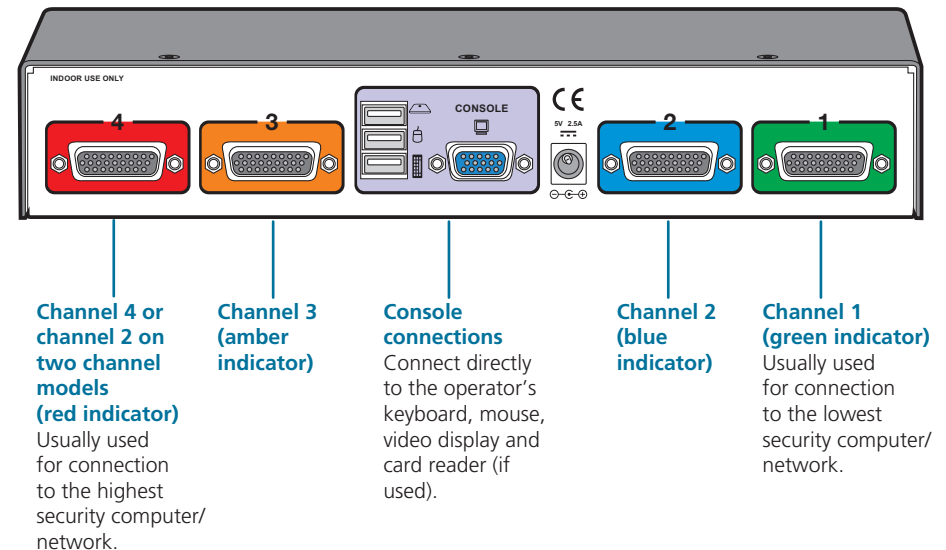 INDOOR USE ONLY
4
3
CONSOLE
CE
5V 2.5A
2
1
Channel 4 or
channel 2 on
two channel
models
(red indicator)
Usually used
for connection
to the highest
security computer/
network.
Channel 3
(amber
indicator)
Console
connections
Connect directly
to the operator’s
keyboard, mouse,
video display and
card reader (if
used).
Channel 2
(blue
indicator)
Channel 1
(green indicator)
Usually used
for connection
to the lowest
security computer/
network.